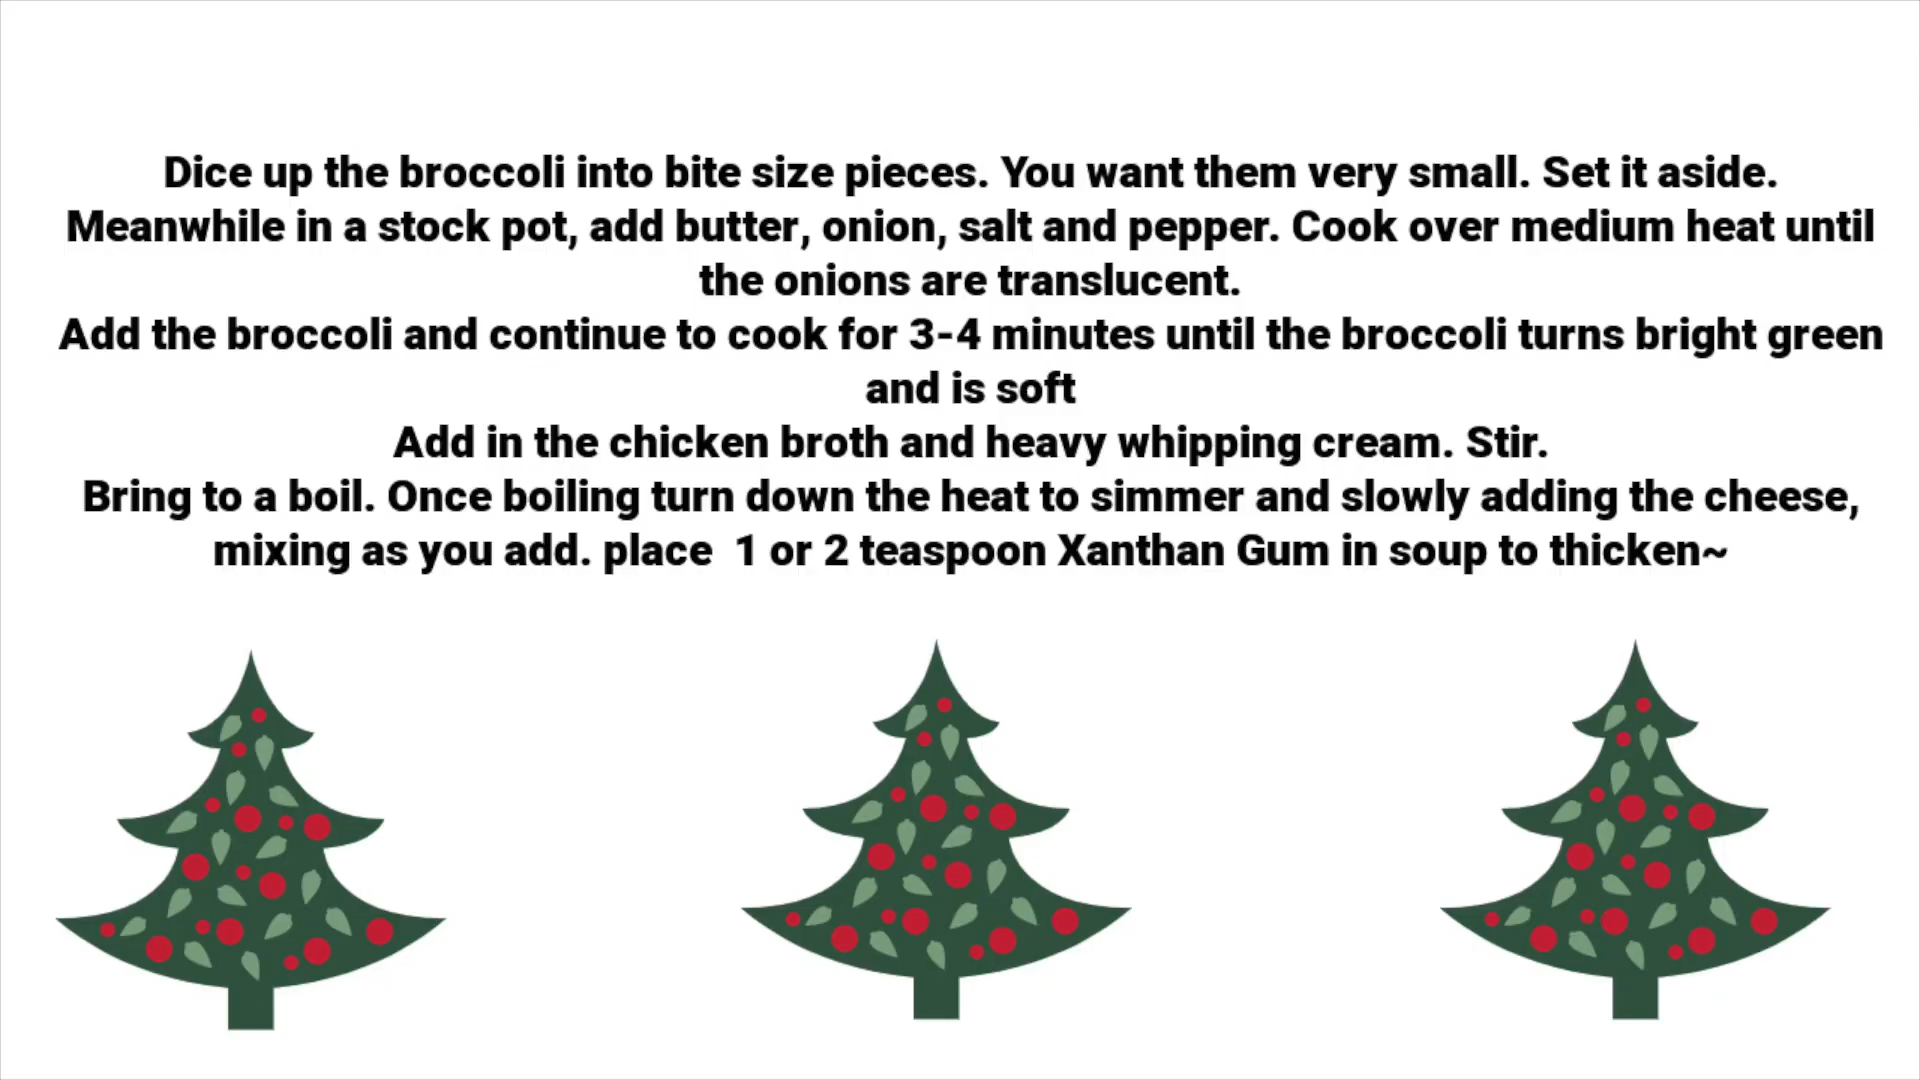 Dice up the broccoli into bite size pieces. You want them very small. Set it aside.
Meanwhile in a stock pot, add butter, onion, salt and pepper. Cook over medium heat until
the onions are translucent.
Add the broccoli and continue to cook for 3-4 minutes until the broccoli turns bright green
and is soft
Add in the chicken broth and heavy whipping cream. Stir.
Bring to a boil. Once boiling turn down the heat to simmer and slowly adding the cheese,
mixing as you add. place  1 or 2 teaspoon Xanthan Gum in soup to thicken~